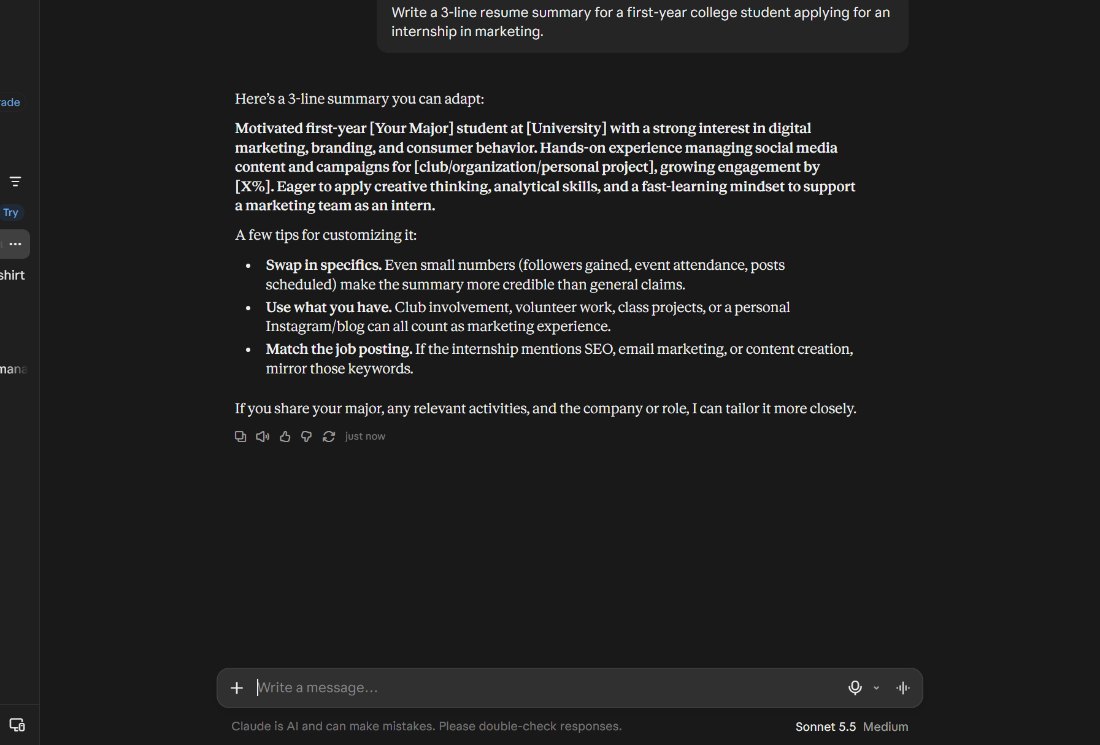 Write a 3-line resume summary for a first-year college student applying for an
internship in marketing.
ade
Try
shirt
mana
Here's a 3-line summary you can adapt:
Motivated first-year [Your Major] student at [University] with a strong interest in digital
marketing, branding, and consumer behavior. Hands-on experience managing social media
content and campaigns for [club/organization/personal project], growing engagement by
[X%]. Eager to apply creative thinking, analytical skills, and a fast-learning mindset to support
a marketing team as an intern.
A few tips for customizing it:
• Swap in specifics. Even small numbers (followers gained, event attendance, posts
scheduled) make the summary more credible than general claims.
• Use what you have. Club involvement, volunteer work, class projects, or a personal
Instagram/blog can all count as marketing experience.
• Match the job posting. If the internship mentions SEO, email marketing, or content creation,
mirror those keywords.
If you share your major, any relevant activities, and the company or role, I can tailor it more closely.
just now
Write a message...
Claude is AI and can make mistakes. Please double-check responses.
Sonnet 5.5 Medium